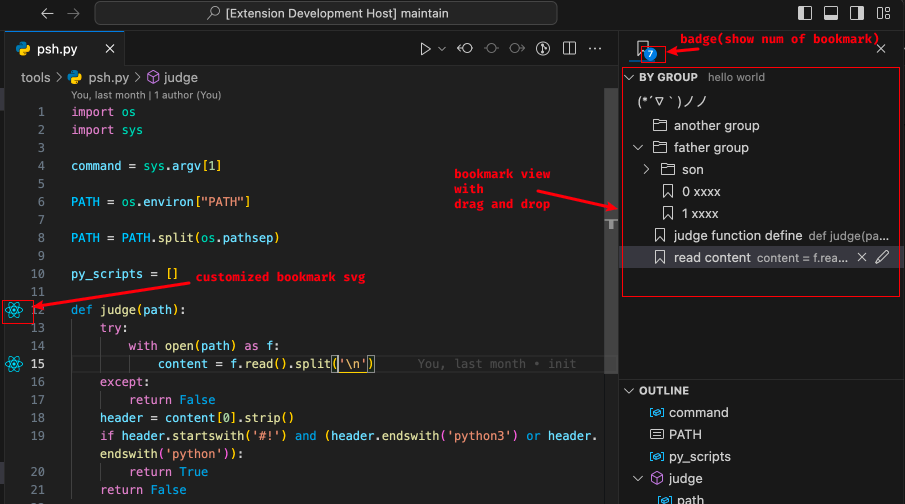 [Extension Development Host] maintain
psh.py
badge(show num of bookmark)
7
tools > psh.py > judge
BY GROUP hello world
You, last month | 1 author (You)
(*´∇｀)ノノ
1 import os
another group
2 import sys
father group
3
4 command = sys.argv[1]
son
bookmark view
with
drag and drop
5
0 xxxx
6 PATH = os.environ["PATH"]
1 xxxx
7
8 PATH = PATH.split(os.pathsep)
judge function define def judge(pa...
9
read content content = f.rea...
10 py_scripts = []
customized bookmark svg
11
12 def judge(path):
13 try:
14 with open(path) as f:
15 content = f.read().split('\n') You, last month • init
16 except:
OUTLINE
17 return False
command
18 header = content[0].strip()
PATH
19 if header.startswith('#!') and (header.endswith('python3') or header.
endswith('python')):
py_scripts
20 return True
judge
21 return False
path